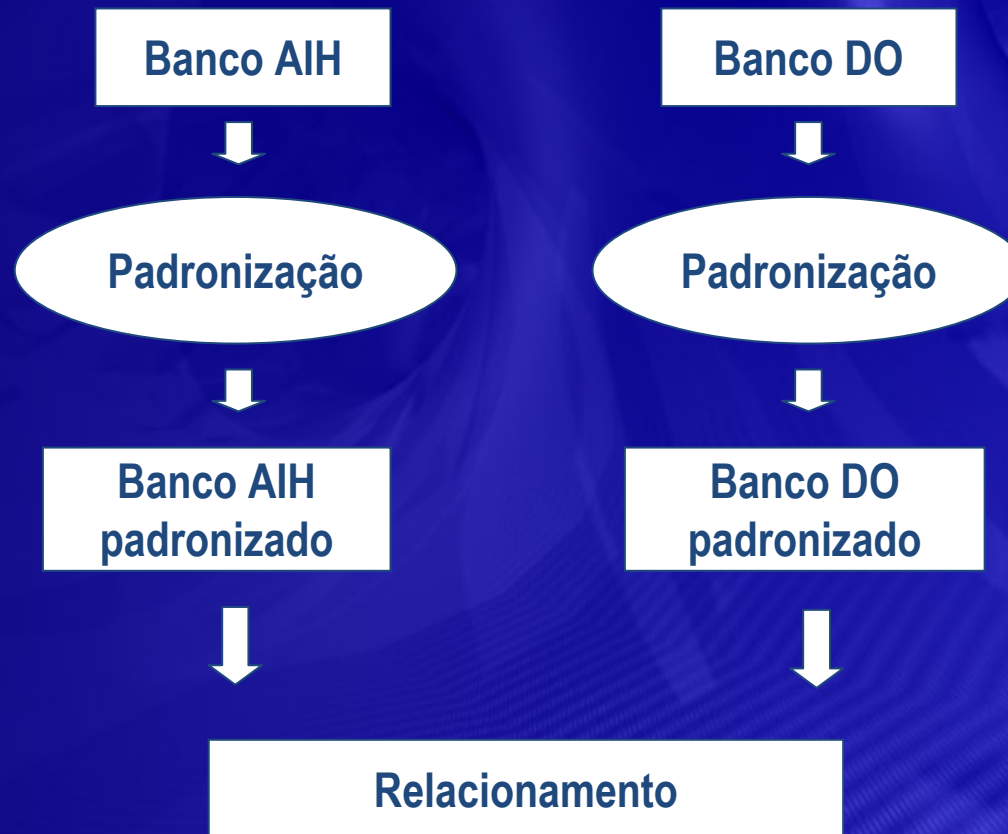 Banco AIH
Banco DO
Padronização
Padronização
Banco AIH
padronizado
Banco DO
padronizado
Relacionamento